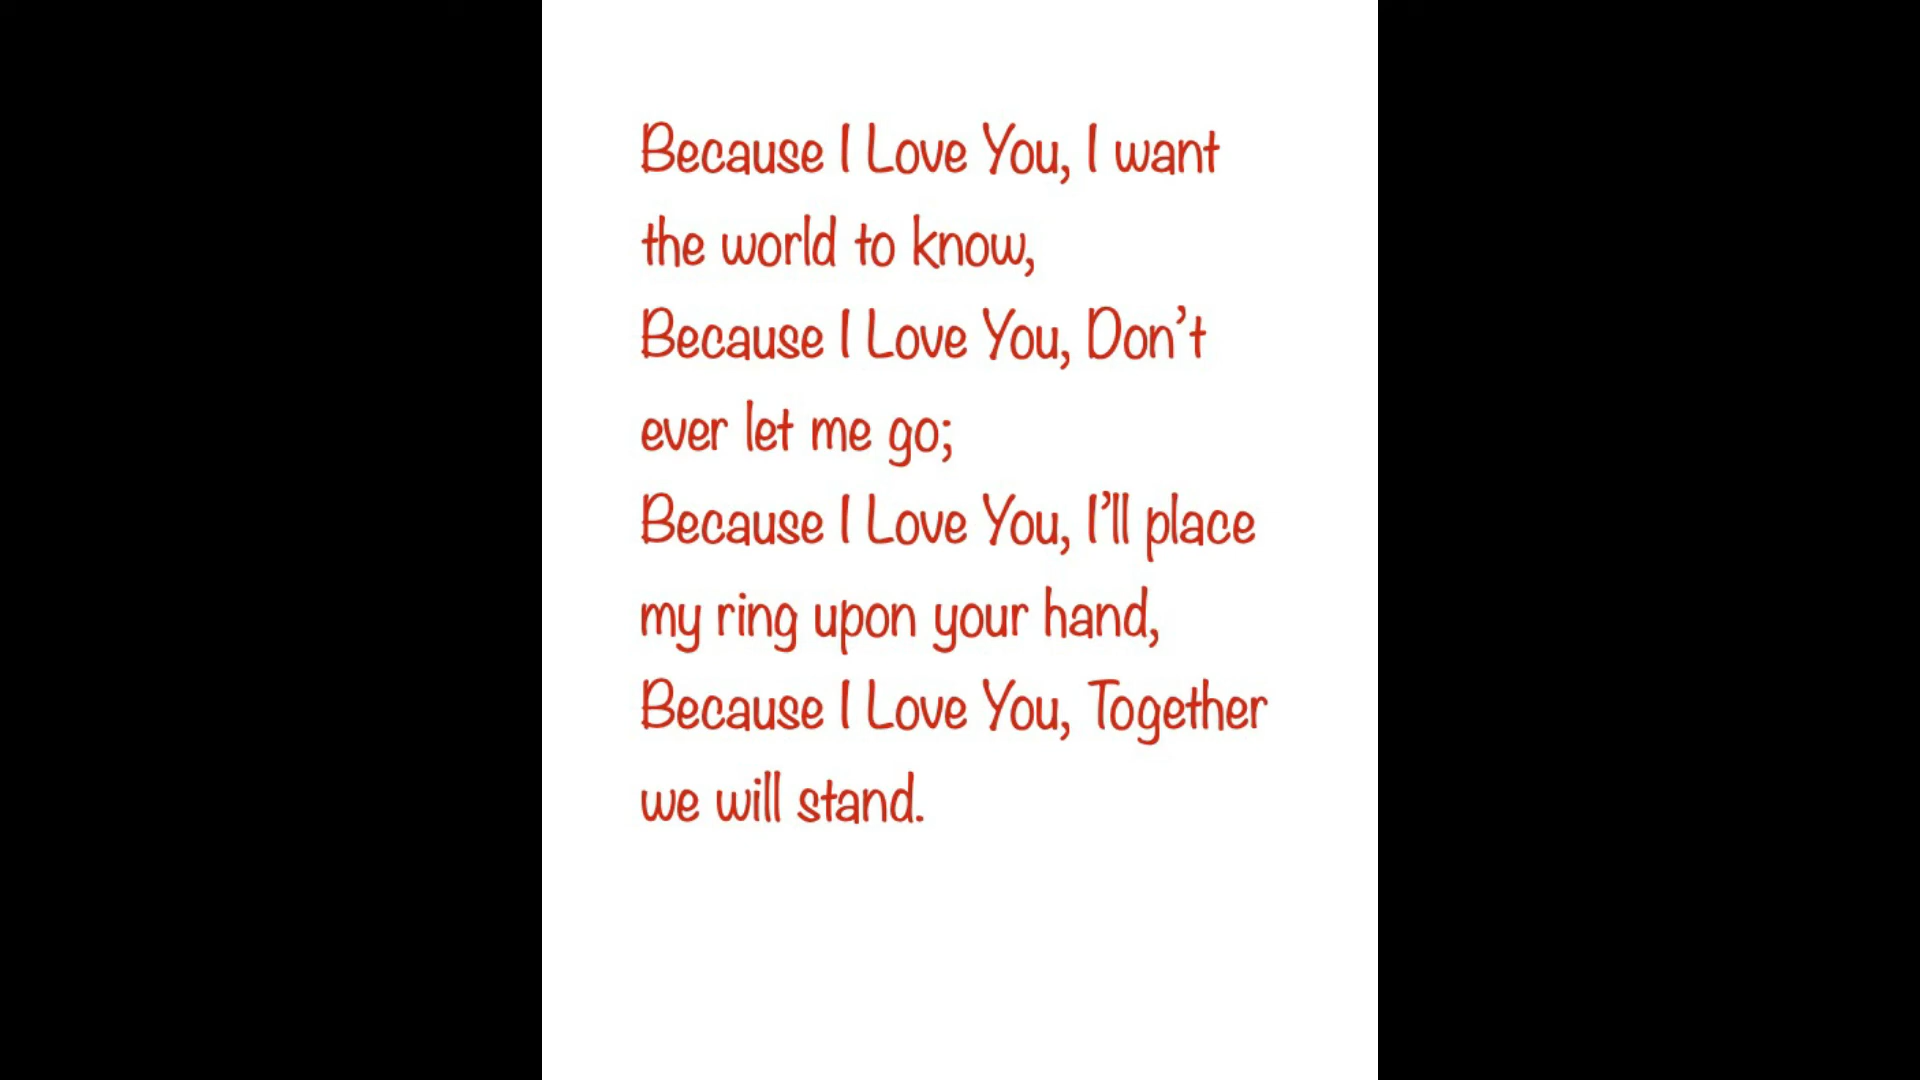 Because I Love You, I want
the world to know,
Because I Love You, Don’t
ever let me go;
Because I Love You, I’ll place
my ring upon your hand,
Because I Love You, Together
we will stand.